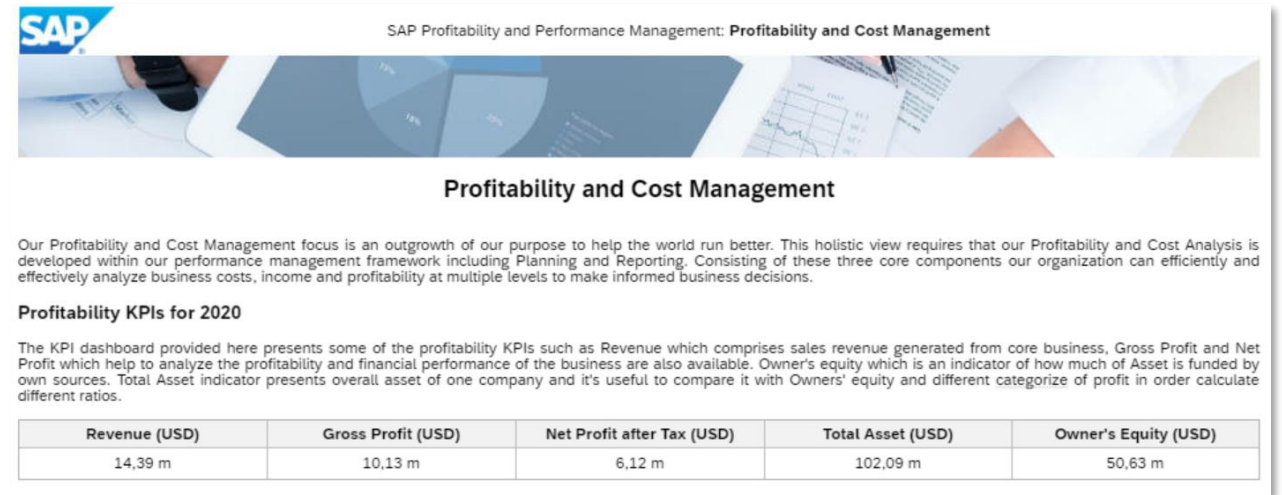 SAP
SAP Profitability and Performance Management: Profitability and Cost Management
15%
18%
25%
Profitability and Cost Management
Our Profitability and Cost Management focus is an outgrowth of our purpose to help the world run better. This holistic view requires that our Profitability and Cost Analysis is
developed within our performance management framework including Planning and Reporting. Consisting of these three core components our organization can efficiently and
effectively analyze business costs, income and profitability at multiple levels to make informed business decisions.
Profitability KPIs for 2020
The KPI dashboard provided here presents some of the profitability KPIs such as Revenue which comprises sales revenue generated from core business, Gross Profit and Net
Profit which help to analyze the profitability and financial performance of the business are also available. Owner's equity which is an indicator of how much of Asset is funded by
own sources. Total Asset indicator presents overall asset of one company and it's useful to compare it with Owners' equity and different categorize of profit in order calculate
different ratios.
Revenue (USD) Gross Profit (USD) Net Profit after Tax (USD) Total Asset (USD) Owner's Equity (USD)
14,39 m 10,13 m 6,12 m 102,09 m 50,63 m